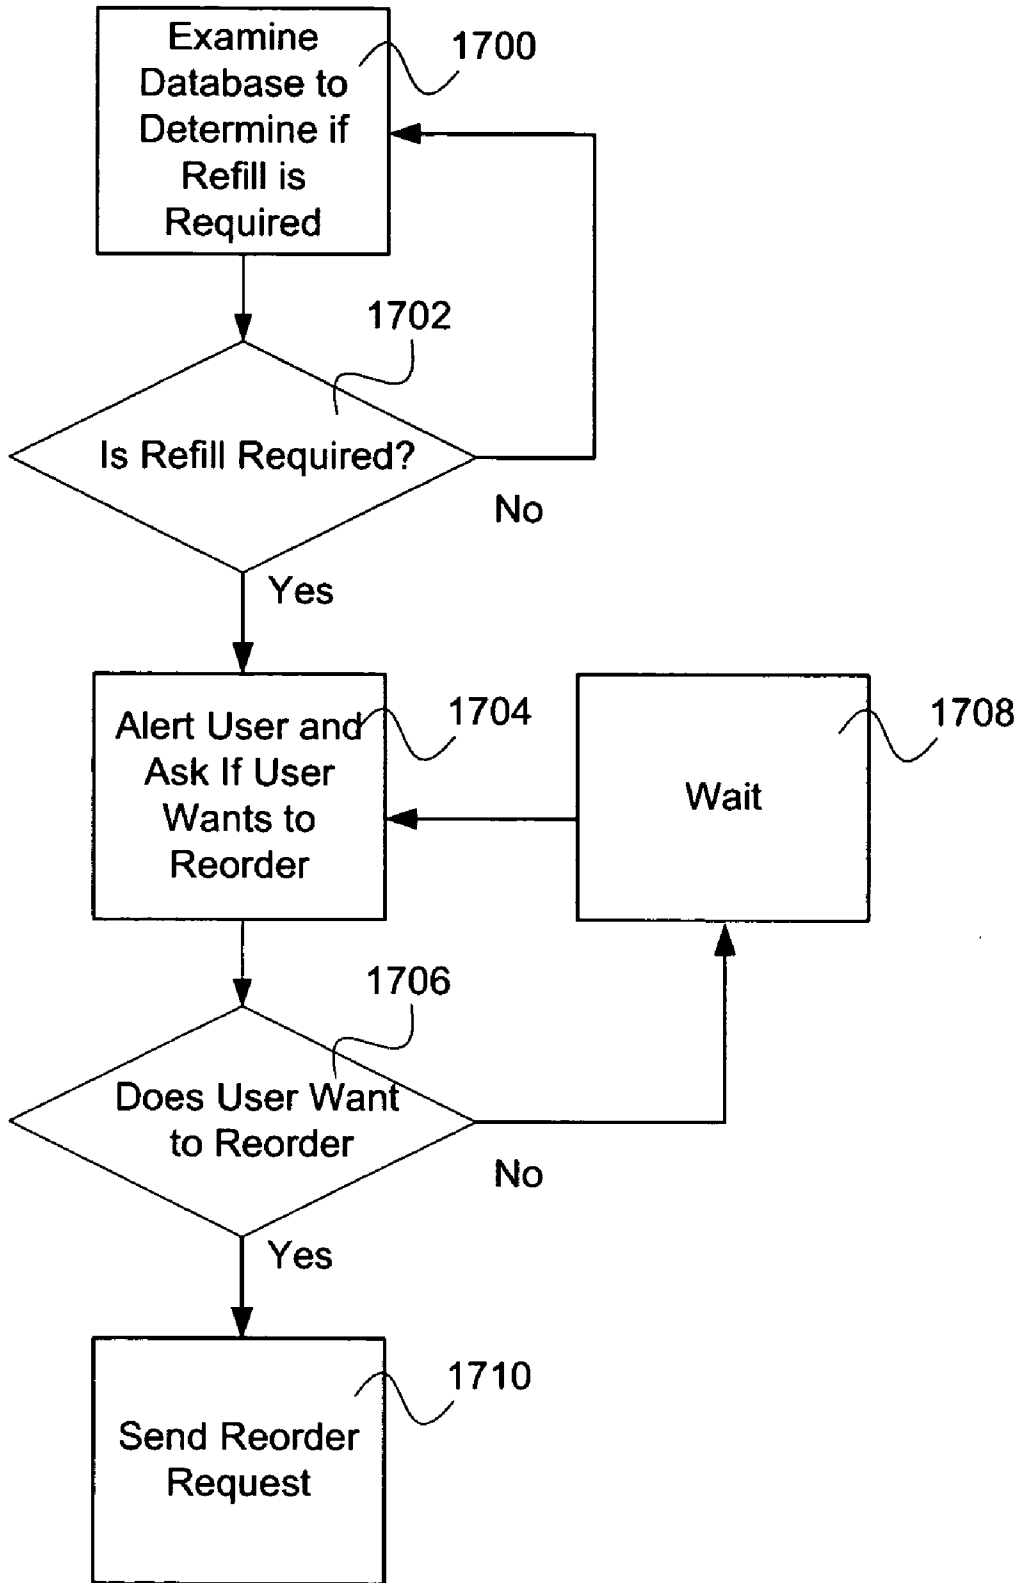 Examine
Database to
Determine if
Refill is
Required
1700
1702
Is Refill Required?
No
Yes
Alert User and
Ask If User
Wants to
Reorder
1704
Wait
1708
1706
Does User Want
to Reorder
No
Yes
Send Reorder
Request
1710